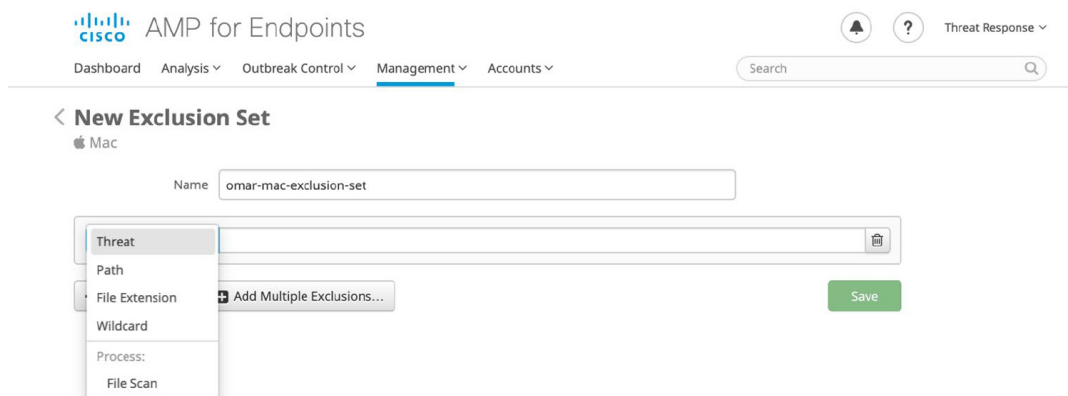 cisco AMP for Endpoints
? Threat Response
Dashboard Analysis Outbreak Control Management Accounts Search
New Exclusion Set
Mac
Name omar-mac-exclusion-set
Threat
Path
File Extension Add Multiple Exclusions... Save
Wildcard
Process:
File Scan